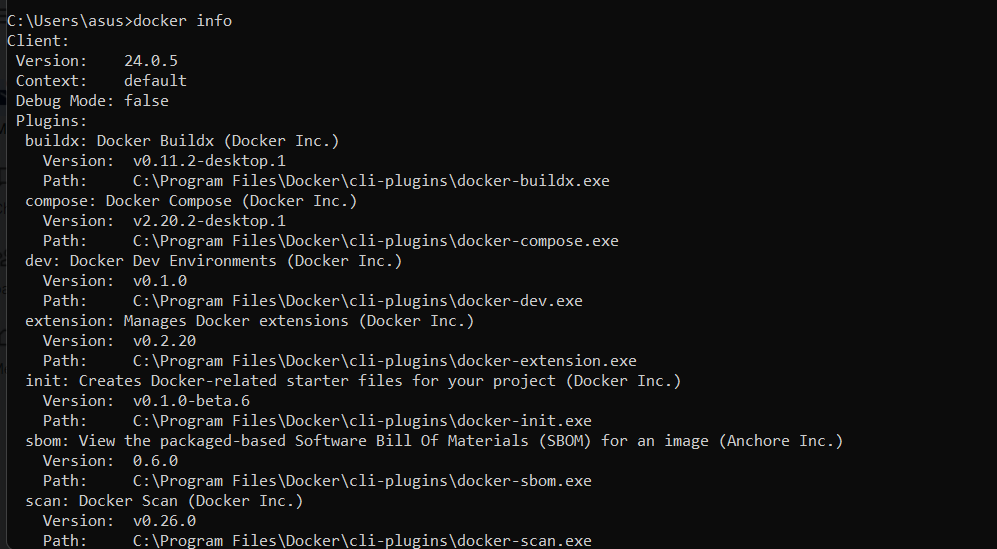 C:\Users\asus>docker info
Client:
 Version:    24.0.5
 Context:    default
 Debug Mode: false
 Plugins:
  buildx: Docker Buildx (Docker Inc.)
    Version:  v0.11.2-desktop.1
    Path:     C:\Program Files\Docker\cli-plugins\docker-buildx.exe
  compose: Docker Compose (Docker Inc.)
    Version:  v2.20.2-desktop.1
    Path:     C:\Program Files\Docker\cli-plugins\docker-compose.exe
  dev: Docker Dev Environments (Docker Inc.)
    Version:  v0.1.0
    Path:     C:\Program Files\Docker\cli-plugins\docker-dev.exe
  extension: Manages Docker extensions (Docker Inc.)
    Version:  v0.2.20
    Path:     C:\Program Files\Docker\cli-plugins\docker-extension.exe
  init: Creates Docker-related starter files for your project (Docker Inc.)
    Version:  v0.1.0-beta.6
    Path:     C:\Program Files\Docker\cli-plugins\docker-init.exe
  sbom: View the packaged-based Software Bill Of Materials (SBOM) for an image (Anchore Inc.)
    Version:  0.6.0
    Path:     C:\Program Files\Docker\cli-plugins\docker-sbom.exe
  scan: Docker Scan (Docker Inc.)
    Version:  v0.26.0
    Path:     C:\Program Files\Docker\cli-plugins\docker-scan.exe